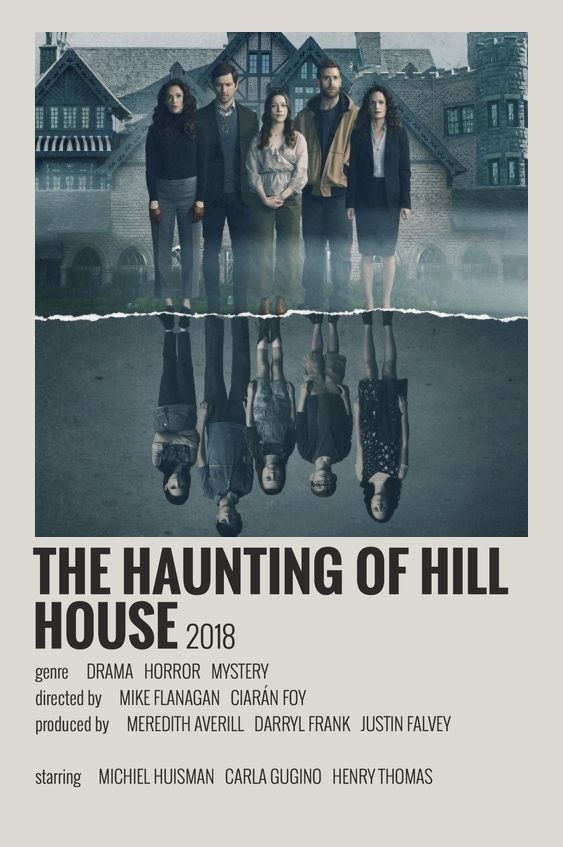 THE HAUNTING OF HILL
HOUSE 2018
genre DRAMA HORROR MYSTERY
directed by MIKE FLANAGAN CIARÁN FOY
produced by MEREDITH AVERILL DARRYL FRANK JUSTIN FALVEY
starring MICHIEL HUISMAN CARLA GUGINO HENRY THOMAS